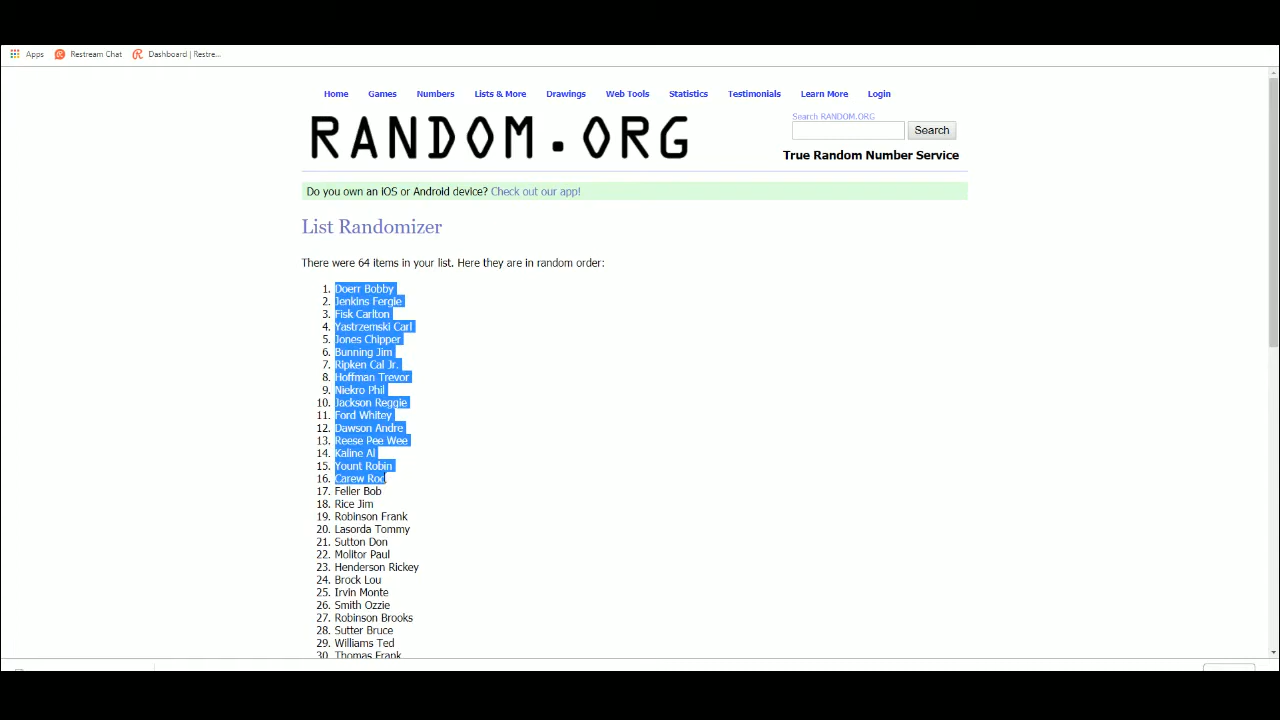 Apps Restream Chat Dashboard | Restre...
Home Games Numbers Lists & More Drawings Web Tools Statistics Testimonials Learn More Login
RANDOM.ORG
Search RANDOM.ORG
Search
True Random Number Service
Do you own an iOS or Android device? Check out our app!
List Randomizer
There were 64 items in your list. Here they are in random order:
1. Doerr Bobby
2. Jenkins Fergie
3. Fisk Carlton
4. Yastrzemski Carl
5. Jones Chipper
6. Bunning Jim
7. Ripken Cal Jr.
8. Hoffman Trevor
9. Niekro Phil
10. Jackson Reggie
11. Ford Whitey
12. Dawson Andre
13. Reese Pee Wee
14. Kaline Al
15. Yount Robin
16. Carew Rod
17. Feller Bob
18. Rice Jim
19. Robinson Frank
20. Lasorda Tommy
21. Sutton Don
22. Molitor Paul
23. Henderson Rickey
24. Brock Lou
25. Irvin Monte
26. Smith Ozzie
27. Robinson Brooks
28. Sutter Bruce
29. Williams Ted
30. Thomas Frank